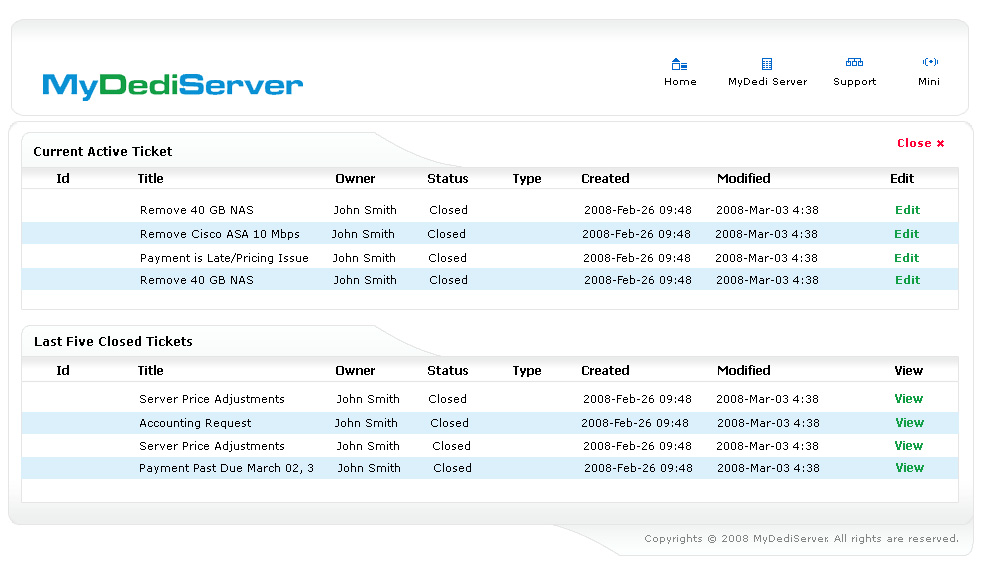 MyDediServer
Home MyDedi Server Support Mini
Close ✖
Current Active Ticket
Id Title Owner Status Type Created Modified Edit
Remove 40 GB NAS John Smith Closed 2008-Feb-26 09:48 2008-Mar-03 4:38 Edit
Remove Cisco ASA 10 Mbps John Smith Closed 2008-Feb-26 09:48 2008-Mar-03 4:38 Edit
Payment is Late/Pricing Issue John Smith Closed 2008-Feb-26 09:48 2008-Mar-03 4:38 Edit
Remove 40 GB NAS John Smith Closed 2008-Feb-26 09:48 2008-Mar-03 4:38 Edit
Last Five Closed Tickets
Id Title Owner Status Type Created Modified View
Server Price Adjustments John Smith Closed 2008-Feb-26 09:48 2008-Mar-03 4:38 View
Accounting Request John Smith Closed 2008-Feb-26 09:48 2008-Mar-03 4:38 View
Server Price Adjustments John Smith Closed 2008-Feb-26 09:48 2008-Mar-03 4:38 View
Payment Past Due March 02, 3 John Smith Closed 2008-Feb-26 09:48 2008-Mar-03 4:38 View
Copyrights © 2008 MyDediServer. All rights are reserved.